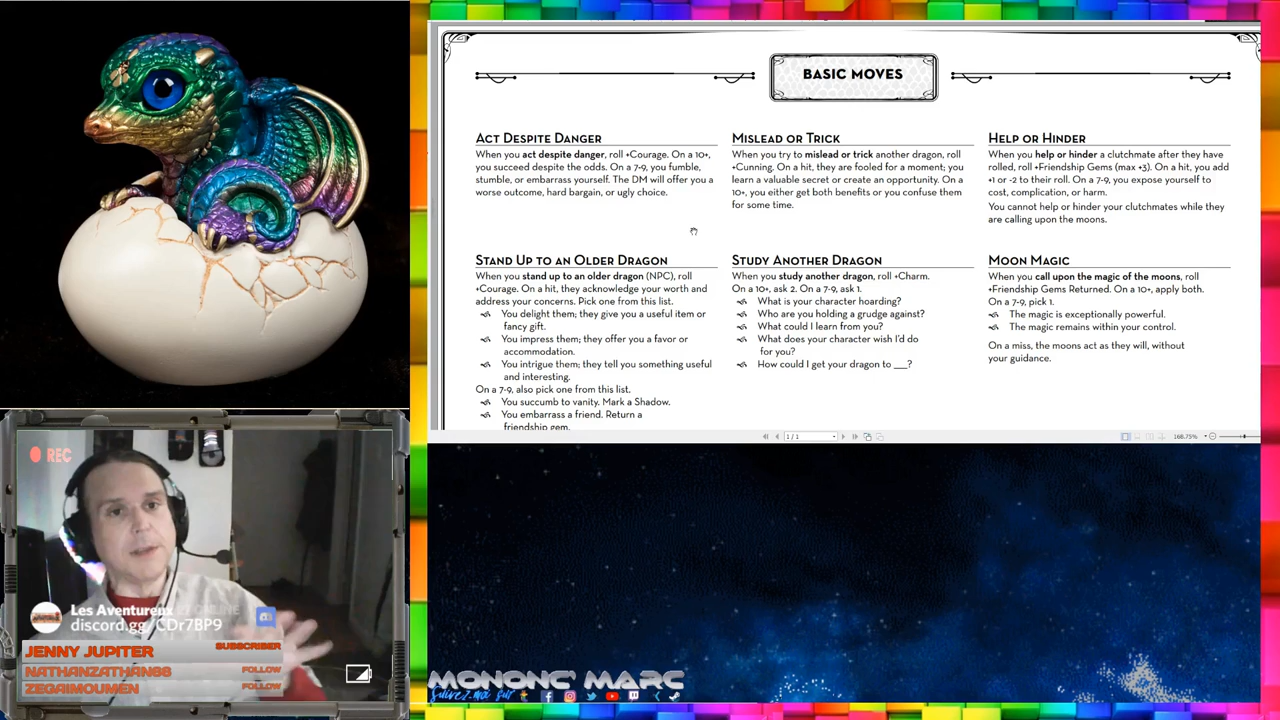 BASIC MOVES
ACT DESPITE DANGER
When you act despite danger, roll +Courage. On a 10+,
you succeed despite the odds. On a 7-9, you fumble,
stumble, or embarrass yourself. The DM will offer you a
worse outcome, hard bargain, or ugly choice.
MISLEAD OR TRICK
When you try to mislead or trick another dragon, roll
+Cunning. On a hit, they are fooled for a moment; you
learn a valuable secret or create an opportunity. On a
10+, you either get both benefits or you confuse them
for some time.
HELP OR HINDER
When you help or hinder a clutchmate after they have
rolled, roll +Friendship Gems (max +3). On a hit, you add
+1 or -2 to their roll. On a 7-9, you expose yourself to
cost, complication, or harm.
You cannot help or hinder your clutchmates while they
are calling upon the moons.
STAND UP TO AN OLDER DRAGON
When you stand up to an older dragon (NPC), roll
+Courage. On a hit, they acknowledge your worth and
address your concerns. Pick one from this list.
You delight them; they give you a useful item or
fancy gift.
You impress them; they offer you a favor or
accommodation.
You intrigue them; they tell you something useful
and interesting.
On a 7-9, also pick one from this list.
You succumb to vanity. Mark a Shadow.
You embarrass a friend. Return a
friendship gem.
STUDY ANOTHER DRAGON
When you study another dragon, roll +Charm.
On a 10+, ask 2. On a 7-9, ask 1.
What is your character hoarding?
Who are you holding a grudge against?
What could I learn from you?
What does your character wish I'd do
for you?
How could I get your dragon to ___?
MOON MAGIC
When you call upon the magic of the moons, roll
+Friendship Gems Returned. On a 10+, apply both.
On a 7-9, pick 1.
The magic is exceptionally powerful.
The magic remains within your control.
On a miss, the moons act as they will, without
your guidance.
1 / 1
168.75%
REC
Les Aventureux
discord.gg/CDr7BP9
JENNY JUPITER SUBSCRIBER
NATHANZATHAN66 FOLLOW
ZEGAIMOUMEN FOLLOW
MONONC' MARC
Suivez-moi sur